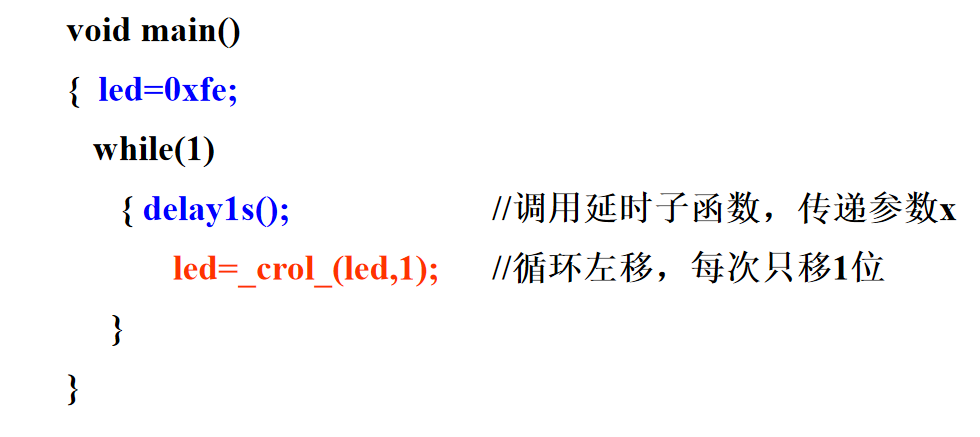 void main()
{ led=0xfe;
while(1)
{ delay1s(); //调用延时子函数，传递参数x
led=_crol_(led,1); //循环左移，每次只移1位
}
}